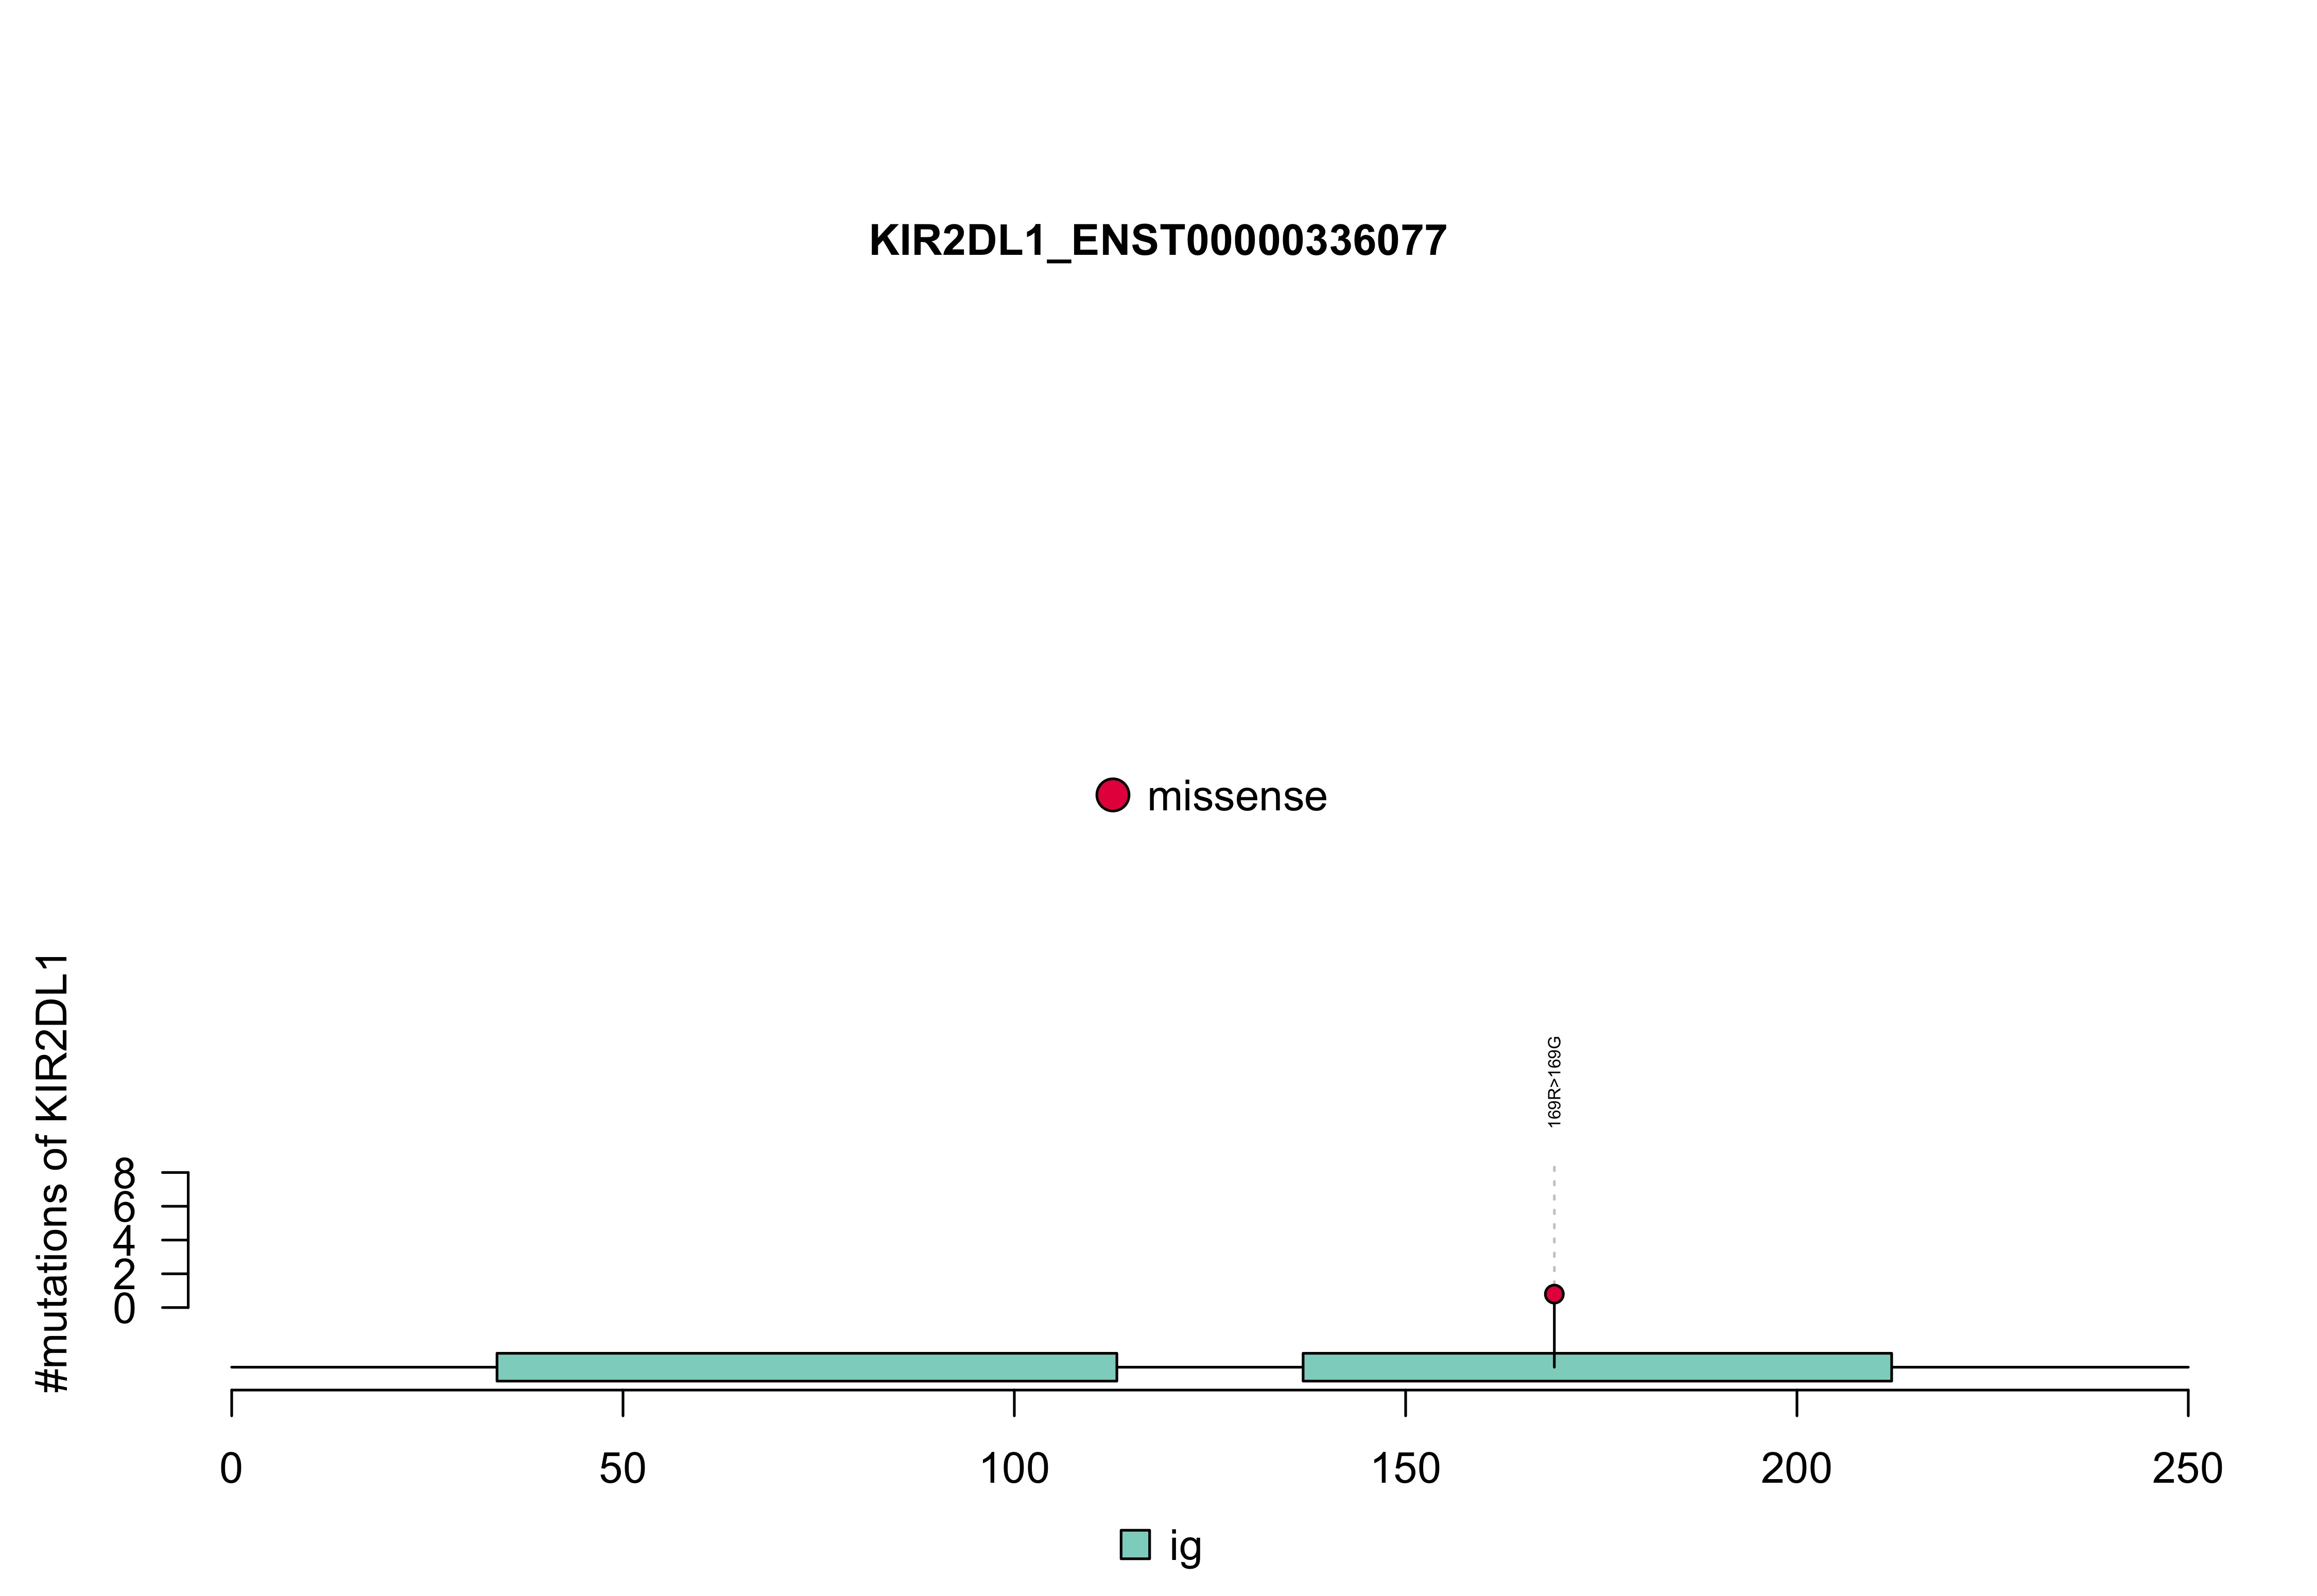 KIR2DL1_ENST00000336077
missense
#mutations of KIR2DL1
169R>169G
8
6
4
2
0
0 50 100 150 200 250
ig